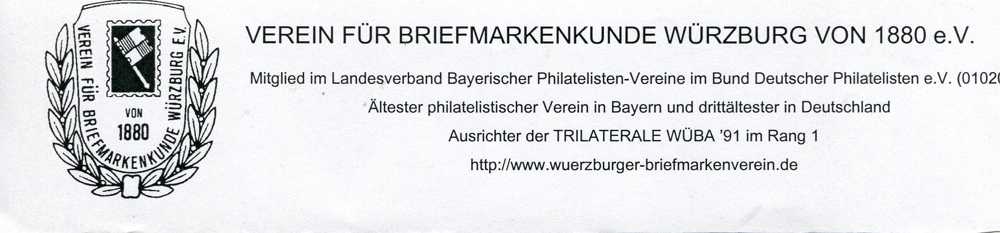 VEREIN FÜR BRIEFMARKENKUNDE WÜRZBURG E.V.
VON
1880
VEREIN FÜR BRIEFMARKENKUNDE WÜRZBURG VON 1880 e.V.
Mitglied im Landesverband Bayerischer Philatelisten-Vereine im Bund Deutscher Philatelisten e.V. (0102
Ältester philatelistischer Verein in Bayern und drittältester in Deutschland
Ausrichter der TRILATERALE WÜBA ’91 im Rang 1
http://www.wuerzburger-briefmarkenverein.de